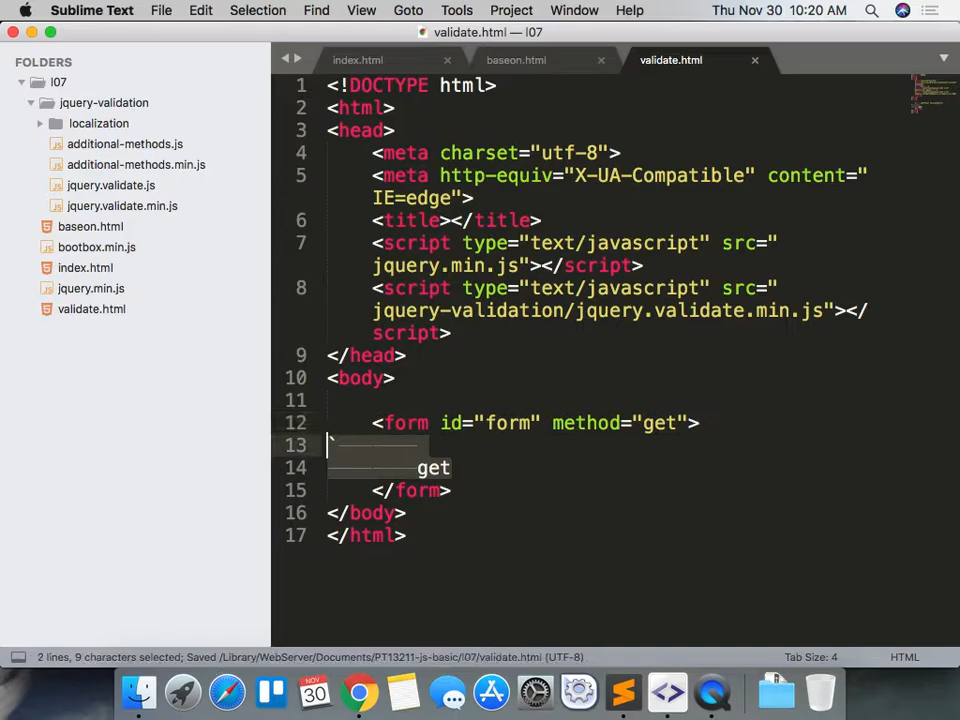 Sublime Text File Edit Selection Find View Goto Tools Project Window Help Thu Nov 30 10:20 AM
validate.html — l07
FOLDERS
l07
jquery-validation
localization
additional-methods.js
additional-methods.min.js
jquery.validate.js
jquery.validate.min.js
baseon.html
bootbox.min.js
index.html
jquery.min.js
validate.html
index.html × baseon.html × validate.html ×
1 <!DOCTYPE html>
2 <html>
3 <head>
4 <meta charset="utf-8">
5 <meta http-equiv="X-UA-Compatible" content="
IE=edge">
6 <title></title>
7 <script type="text/javascript" src="
jquery.min.js"></script>
8 <script type="text/javascript" src="
jquery-validation/jquery.validate.min.js"></
script>
9 </head>
10 <body>
11
12 <form id="form" method="get">
13 `
14 get
15 </form>
16 </body>
17 </html>
2 lines, 9 characters selected; Saved /Library/WebServer/Documents/PT13211-js-basic/l07/validate.html (UTF-8) Tab Size: 4 HTML
NOV
30